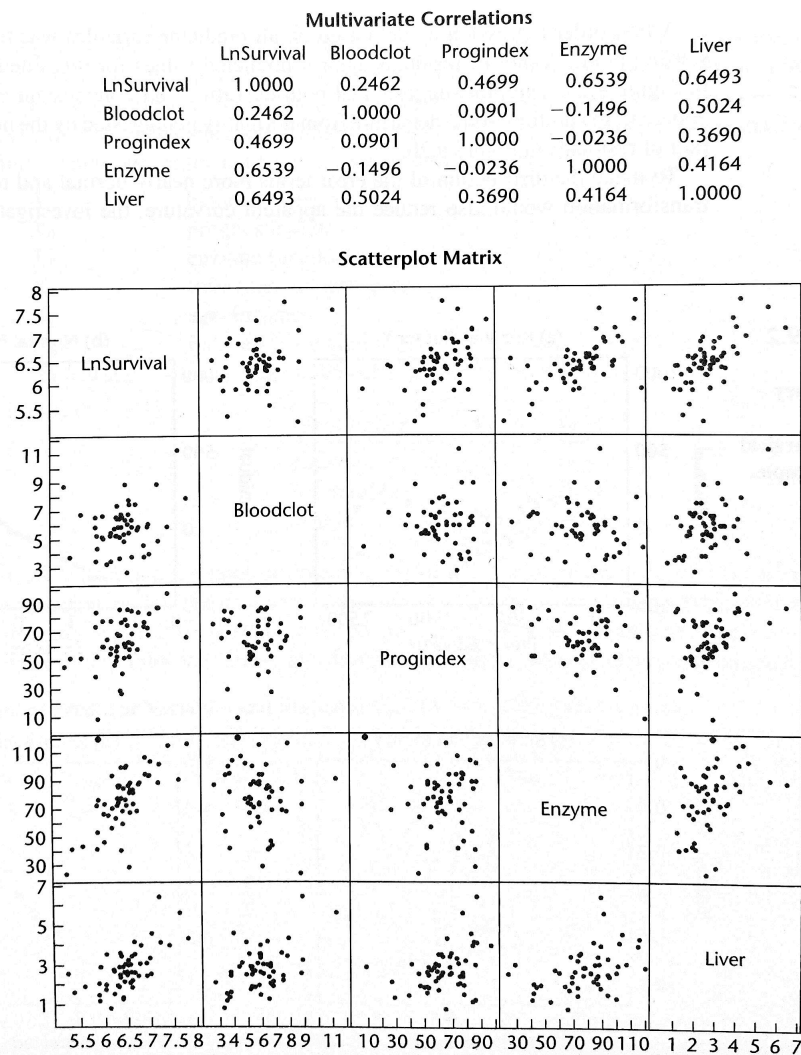 Multivariate Correlations
LnSurvival Bloodclot Progindex Enzyme Liver
LnSurvival 1.0000 0.2462 0.4699 0.6539 0.6493
Bloodclot 0.2462 1.0000 0.0901 −0.1496 0.5024
Progindex 0.4699 0.0901 1.0000 −0.0236 0.3690
Enzyme 0.6539 −0.1496 −0.0236 1.0000 0.4164
Liver 0.6493 0.5024 0.3690 0.4164 1.0000
Scatterplot Matrix
8
7.5
7
6.5
6
5.5
LnSurvival
11
9
7
5
3
Bloodclot
90
70
50
30
10
Progindex
110
90
70
50
30
Enzyme
7
5
3
1
Liver
5.5 6 6.5 7 7.5 8 3 4 5 6 7 8 9 11 10 30 50 70 90 30 50 70 90 110 1 2 3 4 5 6 7